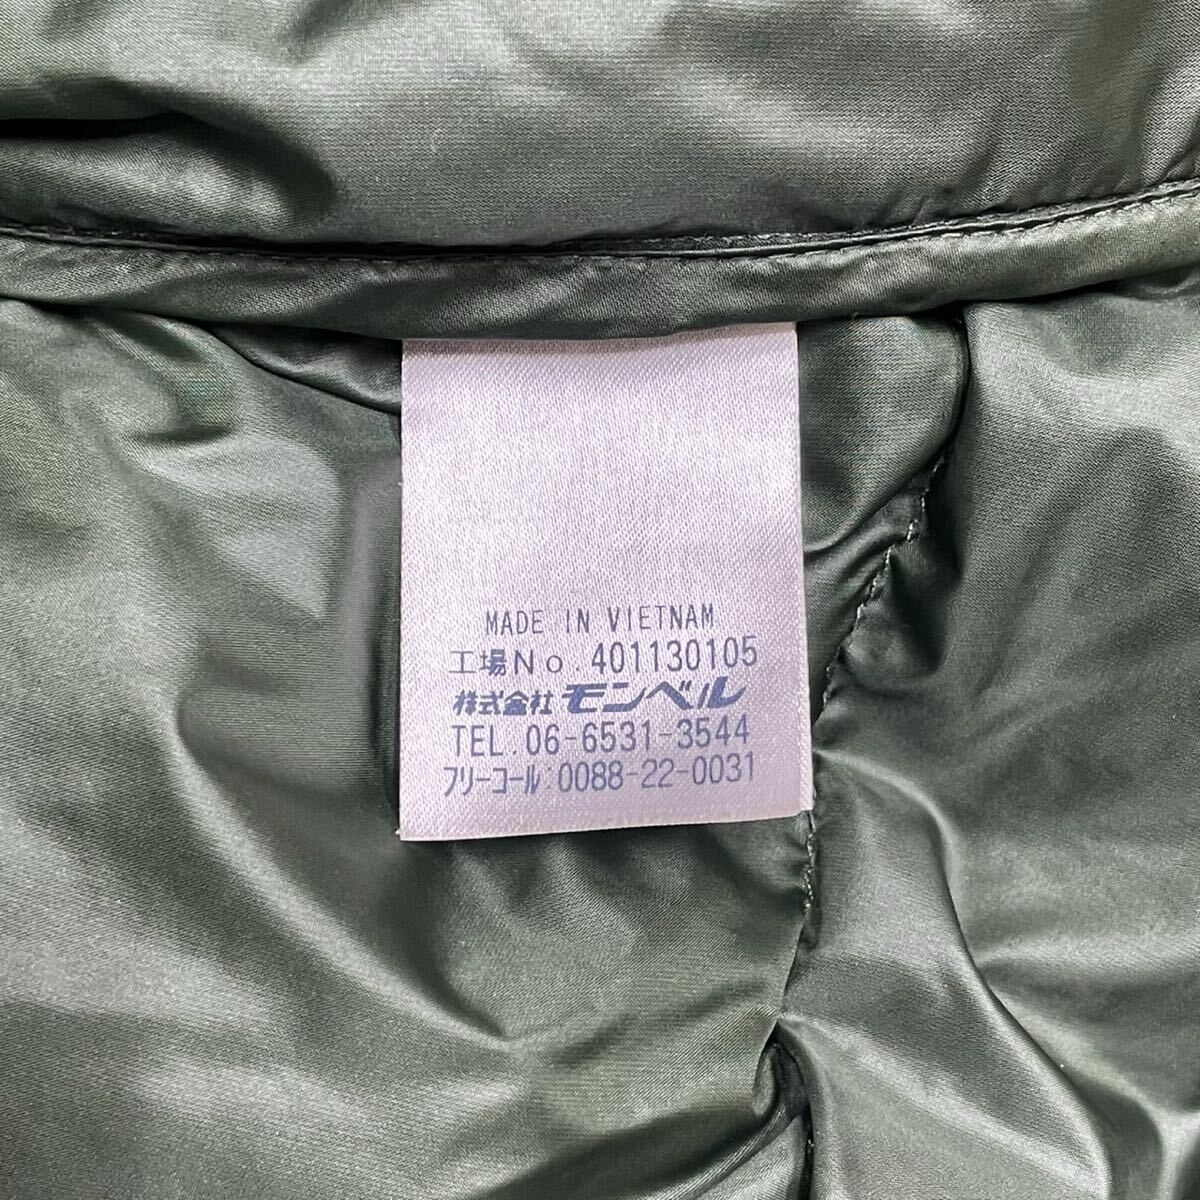 MADE IN VIETNAM
工場No.401130105
株式会社モンベル
TEL.06-6531-3544
フリーコール:0088-22-0031